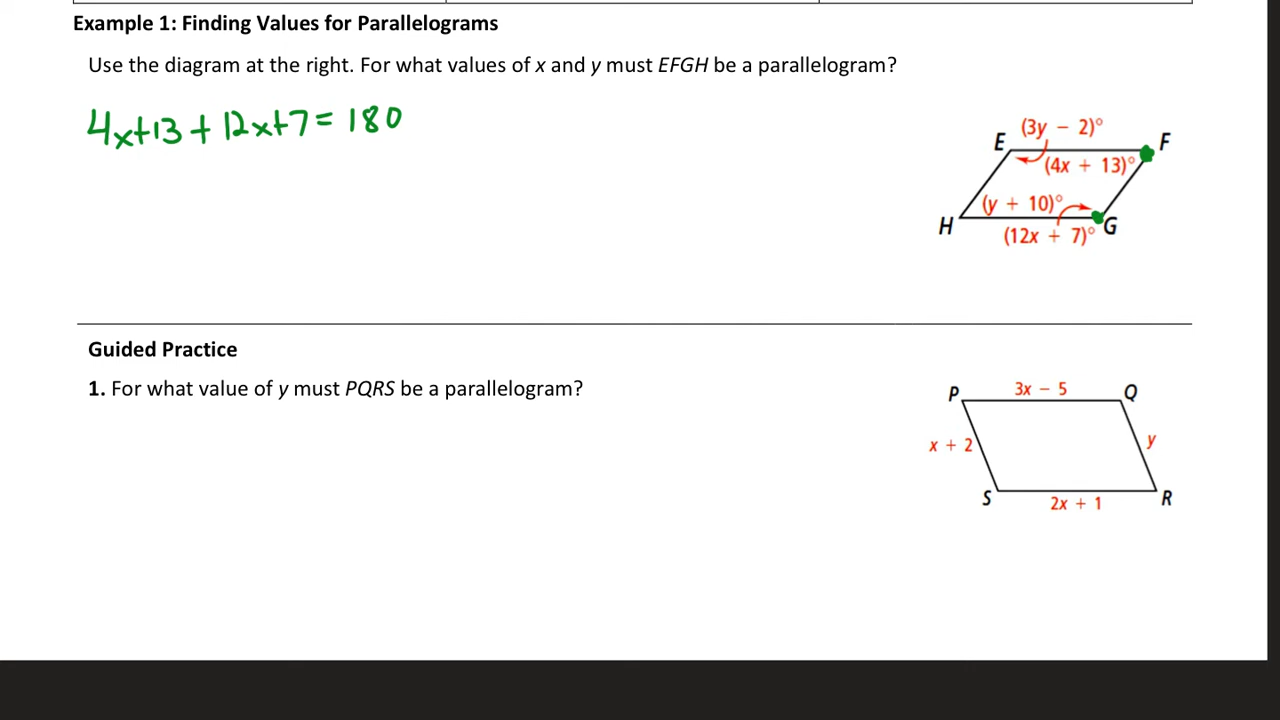 Example 1: Finding Values for Parallelograms
Use the diagram at the right. For what values of x and y must EFGH be a parallelogram?
4x+13 + 12x+7 = 180
(3y − 2)°
E
F
(4x + 13)°
(y + 10)°
H
G
(12x + 7)°
Guided Practice
1. For what value of y must PQRS be a parallelogram?
P
3x − 5
Q
x + 2
y
S
2x + 1
R